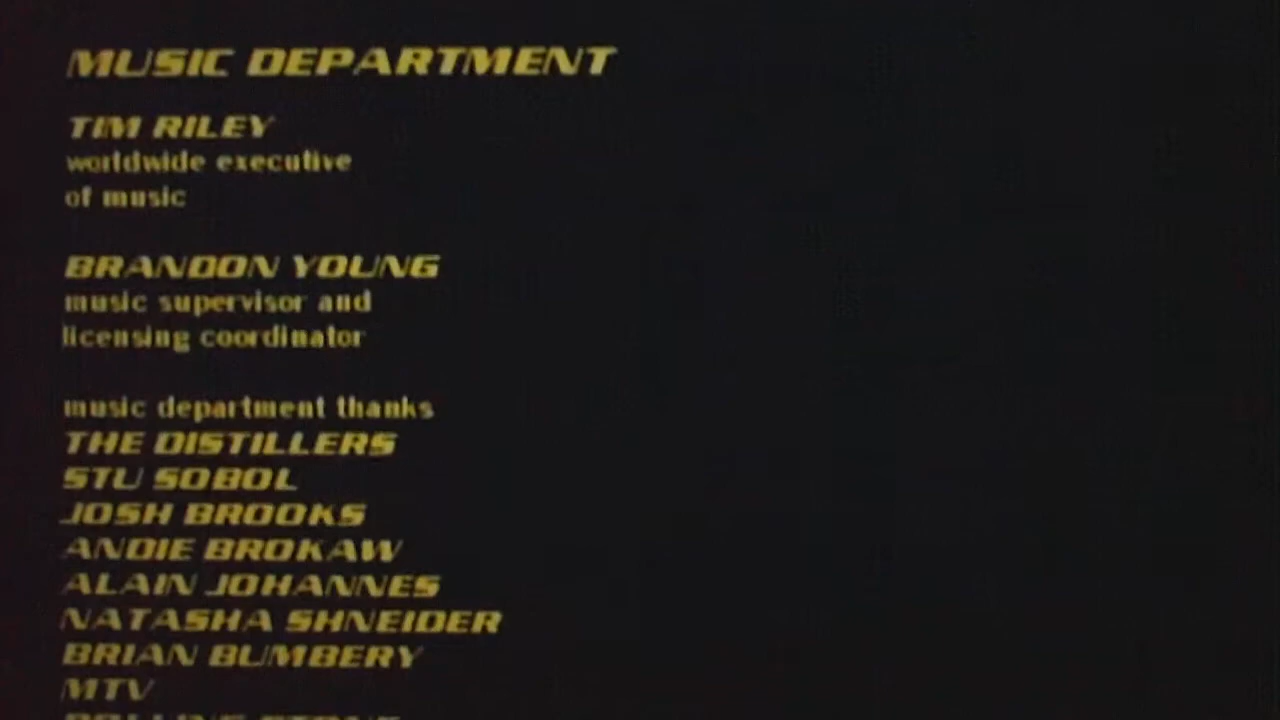 MUSIC DEPARTMENT
TIM RILEY
worldwide executive
of music
BRANDON YOUNG
music supervisor and
licensing coordinator
music department thanks
THE DISTILLERS
STU SOBOL
JOSH BROOKS
ANDIE BROKAW
ALAIN JOHANNES
NATASHA SHNEIDER
BRIAN BUMBERY
MTV